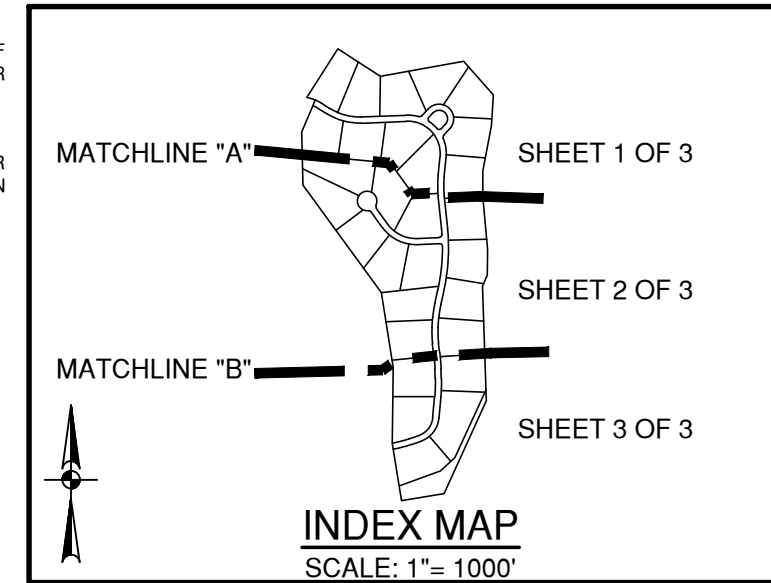 F
R
R
N
MATCHLINE "A"
SHEET 1 OF 3
SHEET 2 OF 3
MATCHLINE "B"
SHEET 3 OF 3
INDEX MAP
SCALE: 1"= 1000'